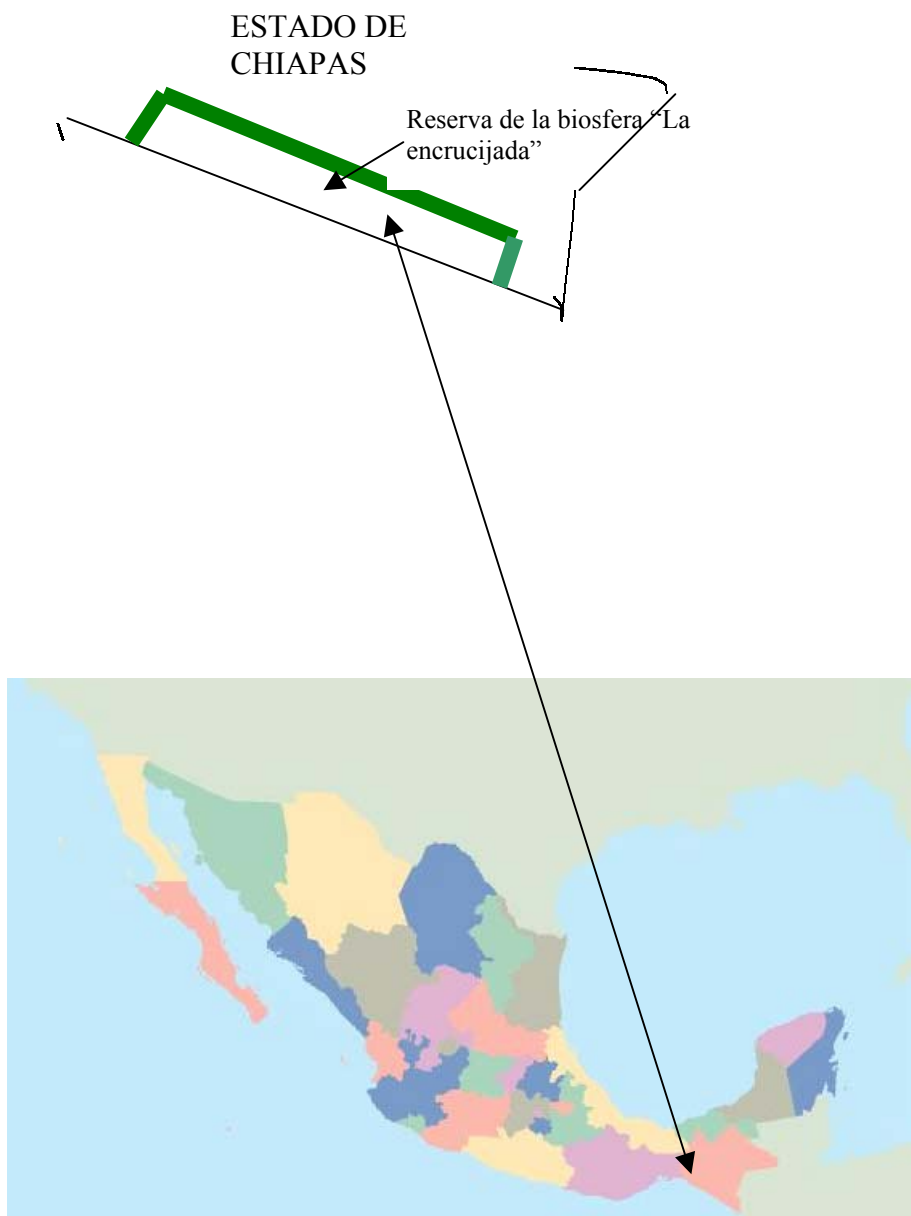 ESTADO DE
CHIAPAS
Reserva de la biosfera “La
encrucijada”